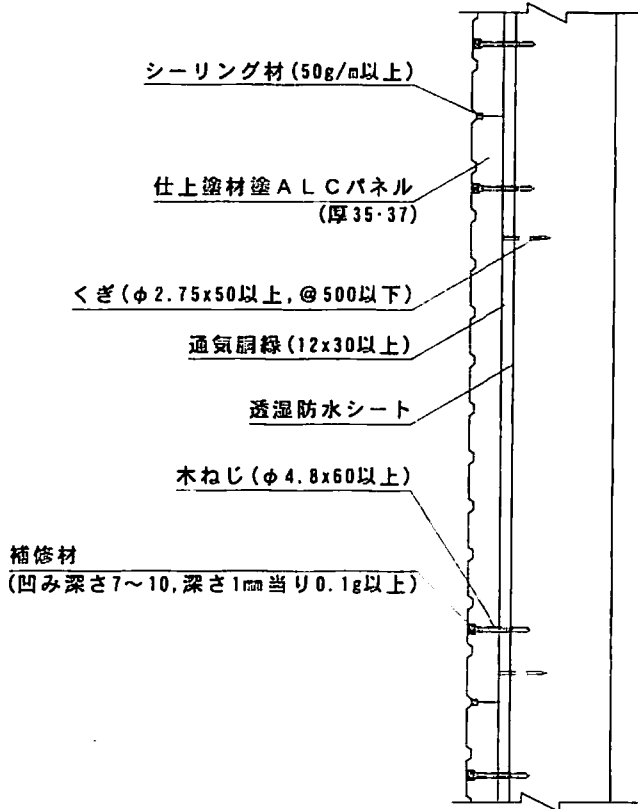 シーリング材(50g/m以上)
仕上塗材塗ALCパネル
(厚35·37)
くぎ(φ2.75x50以上,@500以下)
通気胴縁(12x30以上)
透湿防水シート
木ねじ(φ4.8x60以上)
補修材
(凹み深さ7〜10,深さ1mm当り0.1g以上)